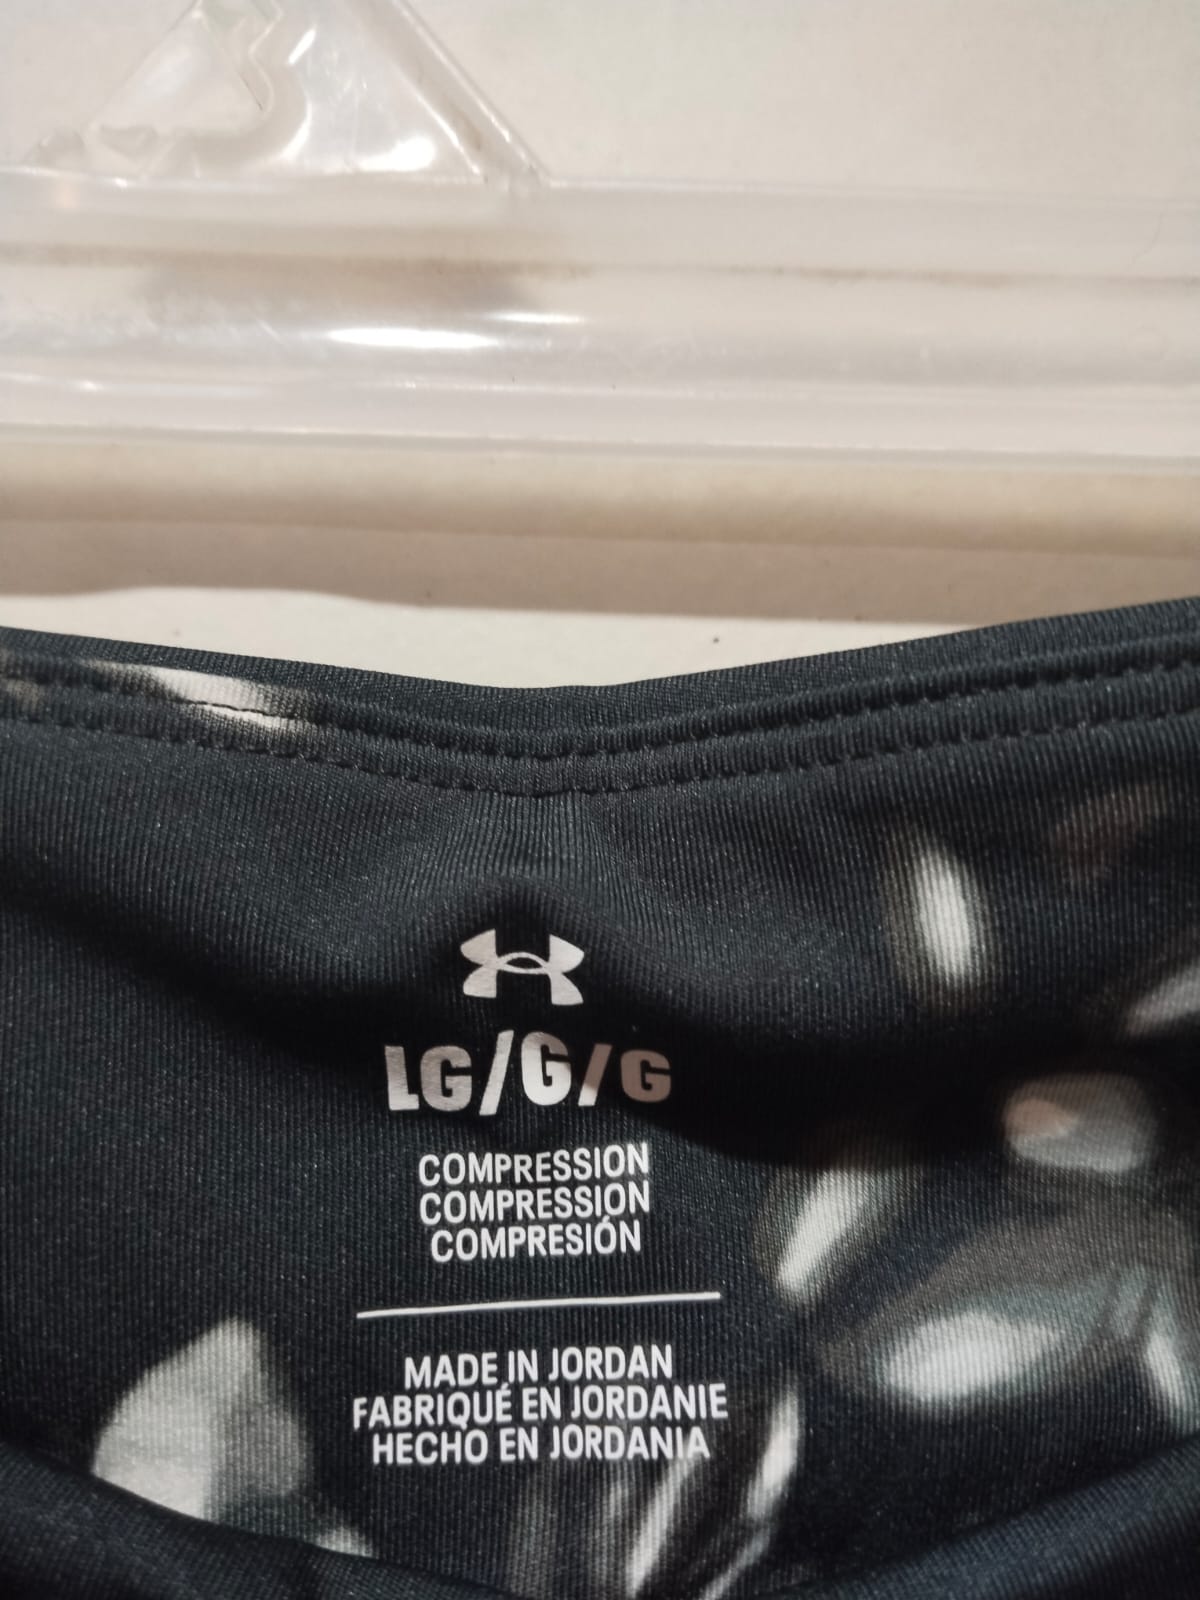 LG/G/G
COMPRESSION
COMPRESSION
COMPRESIÓN
MADE IN JORDAN
FABRIQUÉ EN JORDANIE
HECHO EN JORDANIA